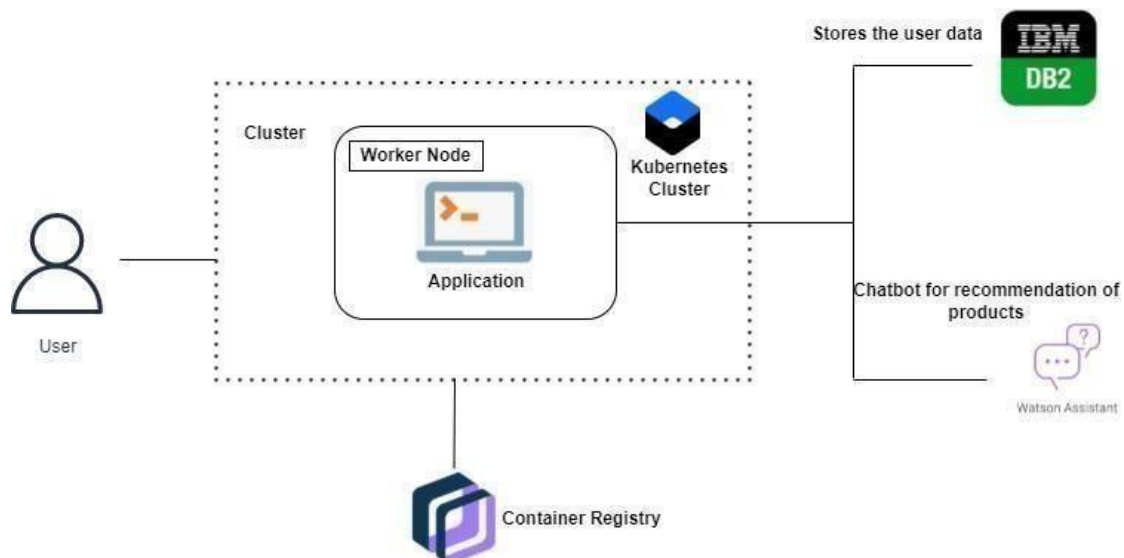 Stores the user data
IBM
DB2
Cluster
Worker Node
Kubernetes
Cluster
Application
User
Chatbot for recommendation of
products
?
Watson Assistant
Container Registry